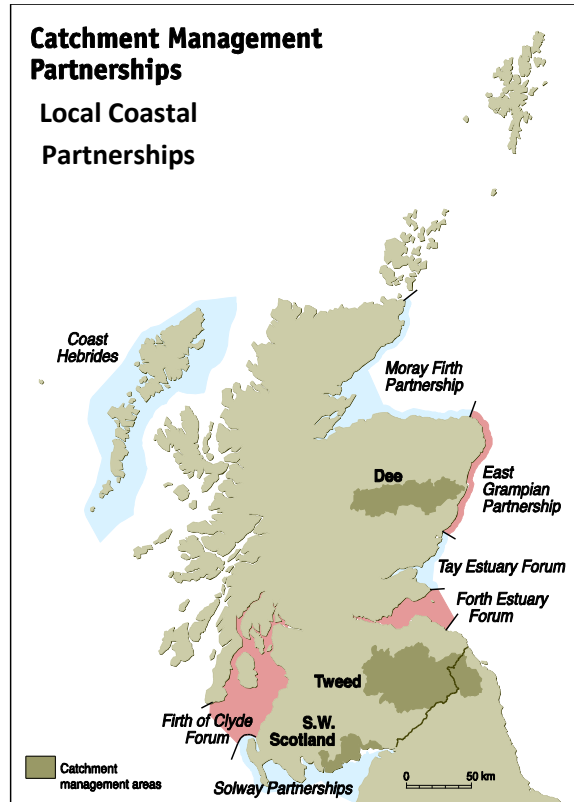 Catchment Management
Partnerships
Local Coastal
Partnerships
Coast
Hebrides
Moray Firth
Partnership
Dee
East
Grampian
Partnership
Tay Estuary Forum
Forth Estuary
Forum
Tweed
Firth of Clyde
Forum
S.W.
Scotland
Solway Partnerships
Catchment
management areas
0 50 km